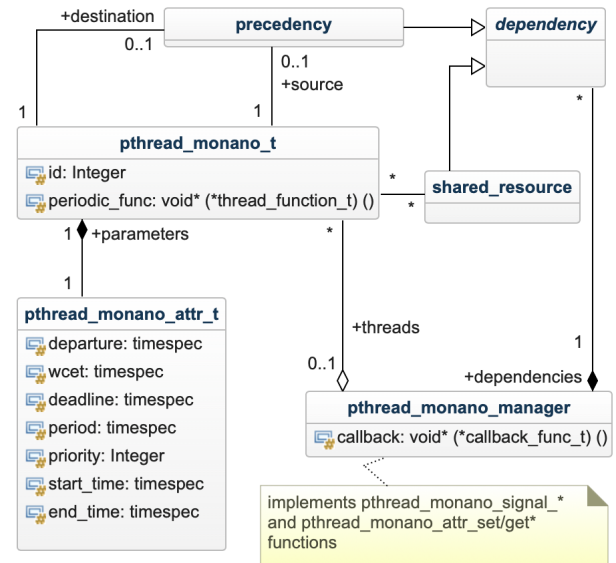 +destination
0..1
precedency
dependency
0..1
+source
1
1
*
pthread_monano_t
id: Integer
periodic_func: void* (*thread_function_t) ()
*
*
shared_resource
1
+parameters
*
1
pthread_monano_attr_t
departure: timespec
wcet: timespec
deadline: timespec
period: timespec
priority: Integer
start_time: timespec
end_time: timespec
+threads
0..1
1
+dependencies
pthread_monano_manager
callback: void* (*callback_func_t) ()
implements pthread_monano_signal_*
and pthread_monano_attr_set/get*
functions